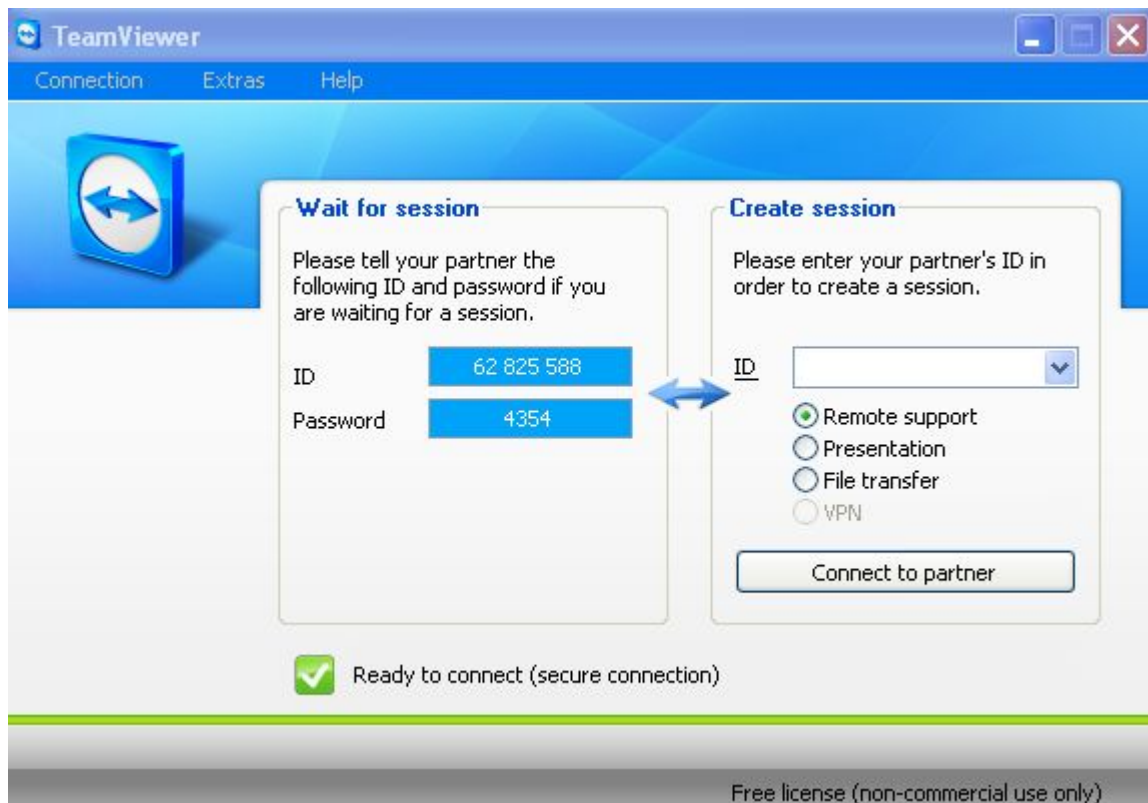 TeamViewer
Connection Extras Help
Wait for session
Please tell your partner the
following ID and password if you
are waiting for a session.
ID 62 825 588
Password 4354
Create session
Please enter your partner's ID in
order to create a session.
ID
Remote support
Presentation
File transfer
VPN
Connect to partner
Ready to connect (secure connection)
Free license (non-commercial use only)